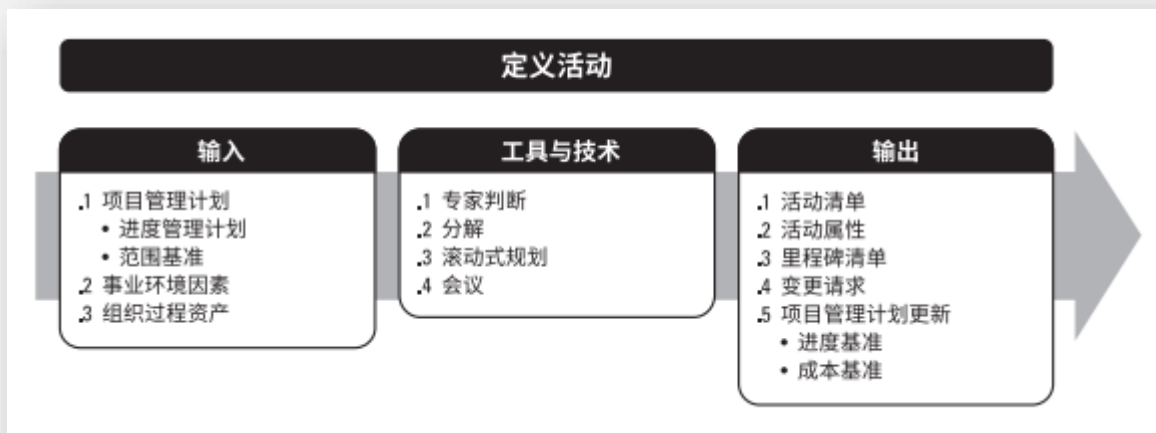 定义活动
输入
.1 项目管理计划
• 进度管理计划
• 范围基准
.2 事业环境因素
.3 组织过程资产
工具与技术
.1 专家判断
.2 分解
.3 滚动式规划
.4 会议
输出
.1 活动清单
.2 活动属性
.3 里程碑清单
.4 变更请求
.5 项目管理计划更新
• 进度基准
• 成本基准